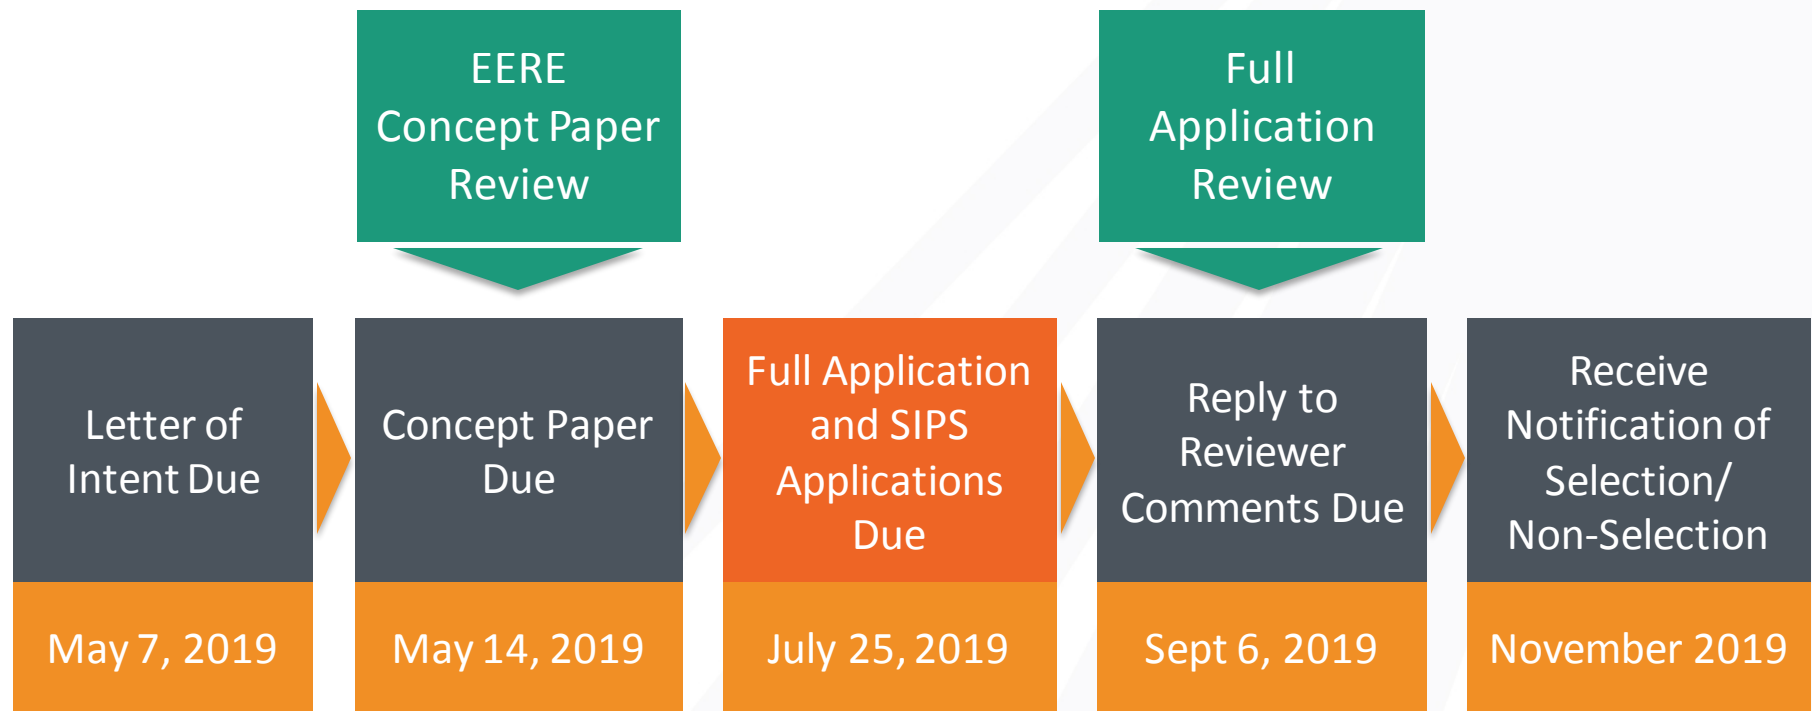 EERE
Concept Paper
Review
Full
Application
Review
Letter of
Intent Due
May 7, 2019
Concept Paper
Due
May 14, 2019
Full Application
and SIPS
Applications
Due
July 25, 2019
Reply to
Reviewer
Comments Due
Sept 6, 2019
Receive
Notification of
Selection/
Non-Selection
November 2019